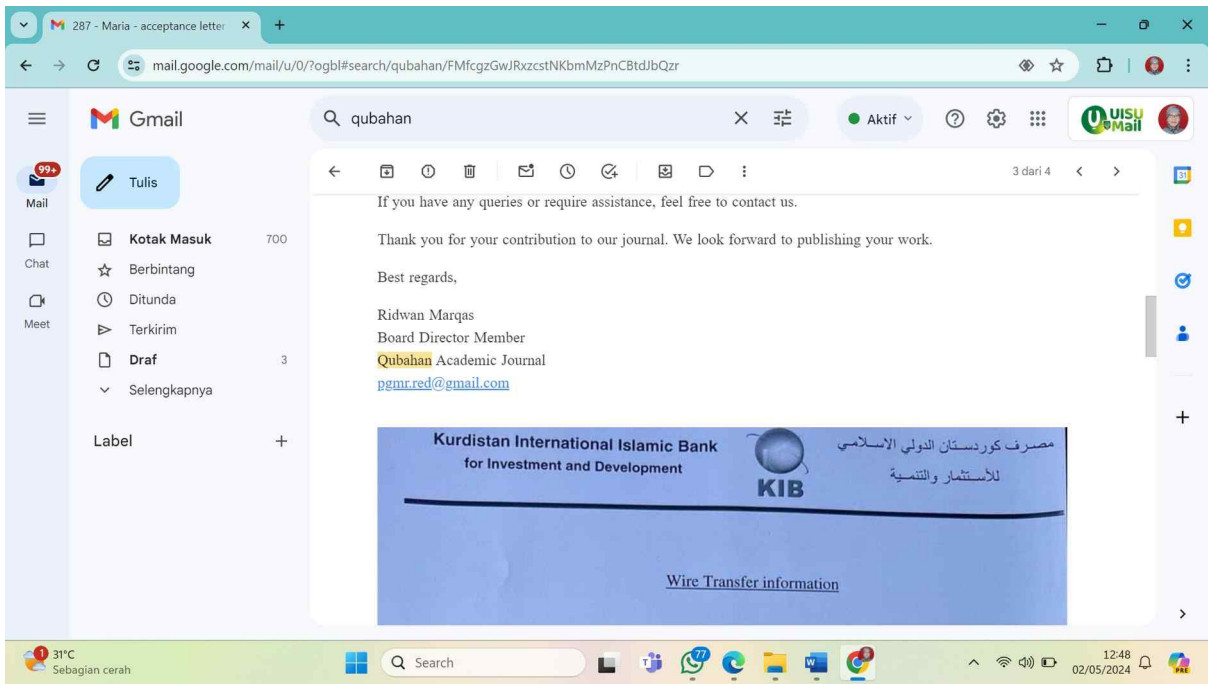 287 - Maria - acceptance letter
mail.google.com/mail/u/0/?ogbl#search/qubahan/FMfcgzGwJRxzcstNKbmMzPnCBtdJbQzr
Gmail
qubahan
Aktif
UISU
Mail
99+
Mail
Chat
Meet
Tulis
Kotak Masuk 700
Berbintang
Ditunda
Terkirim
Draf 3
Selengkapnya
Label
3 dari 4
31
If you have any queries or require assistance, feel free to contact us.
Thank you for your contribution to our journal. We look forward to publishing your work.
Best regards,
Ridwan Marqas
Board Director Member
Qubahan Academic Journal
pgmr.red@gmail.com
Kurdistan International Islamic Bank
for Investment and Development
KIB
مصرف كوردستان الدولي الاسلامي
للأستثمار والتنمية
Wire Transfer information
1
31°C
Sebagian cerah
Search
77
12:48
02/05/2024
PRE